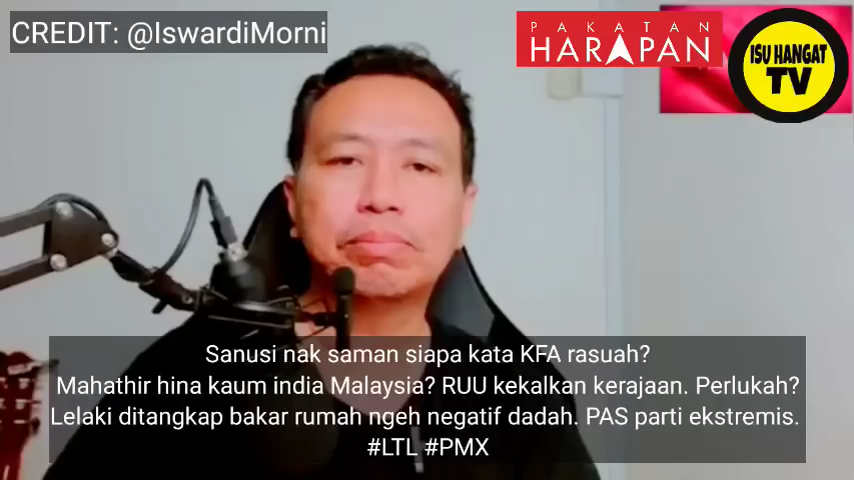 CREDIT: @IswardiMorni
PAKATAN
HARAPAN
ISU HANGAT
TV
Sanusi nak saman siapa kata KFA rasuah?
Mahathir hina kaum india Malaysia? RUU kekalkan kerajaan. Perlukah?
Lelaki ditangkap bakar rumah ngeh negatif dadah. PAS parti ekstremis.
#LTL #PMX